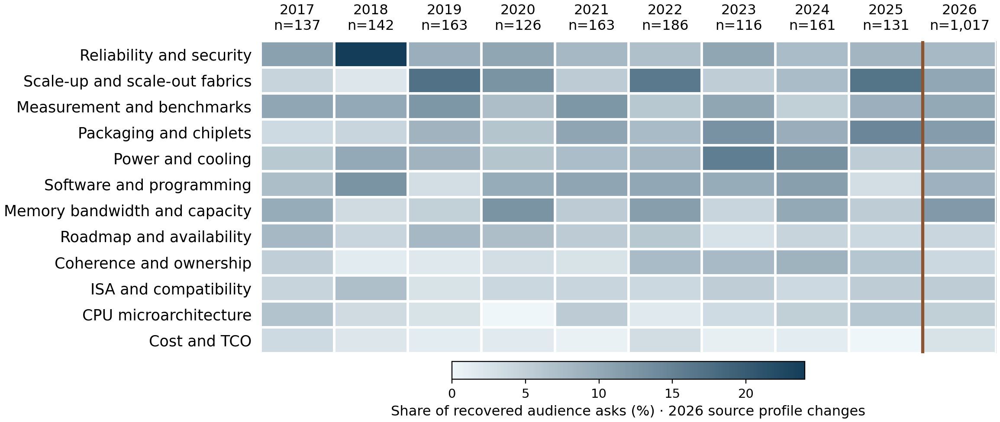 2017 2018 2019 2020 2021 2022 2023 2024 2025 2026
n=137 n=142 n=163 n=126 n=163 n=186 n=116 n=161 n=131 n=1,017
Reliability and security
Scale-up and scale-out fabrics
Measurement and benchmarks
Packaging and chiplets
Power and cooling
Software and programming
Memory bandwidth and capacity
Roadmap and availability
Coherence and ownership
ISA and compatibility
CPU microarchitecture
Cost and TCO
0 5 10 15 20
Share of recovered audience asks (%) · 2026 source profile changes